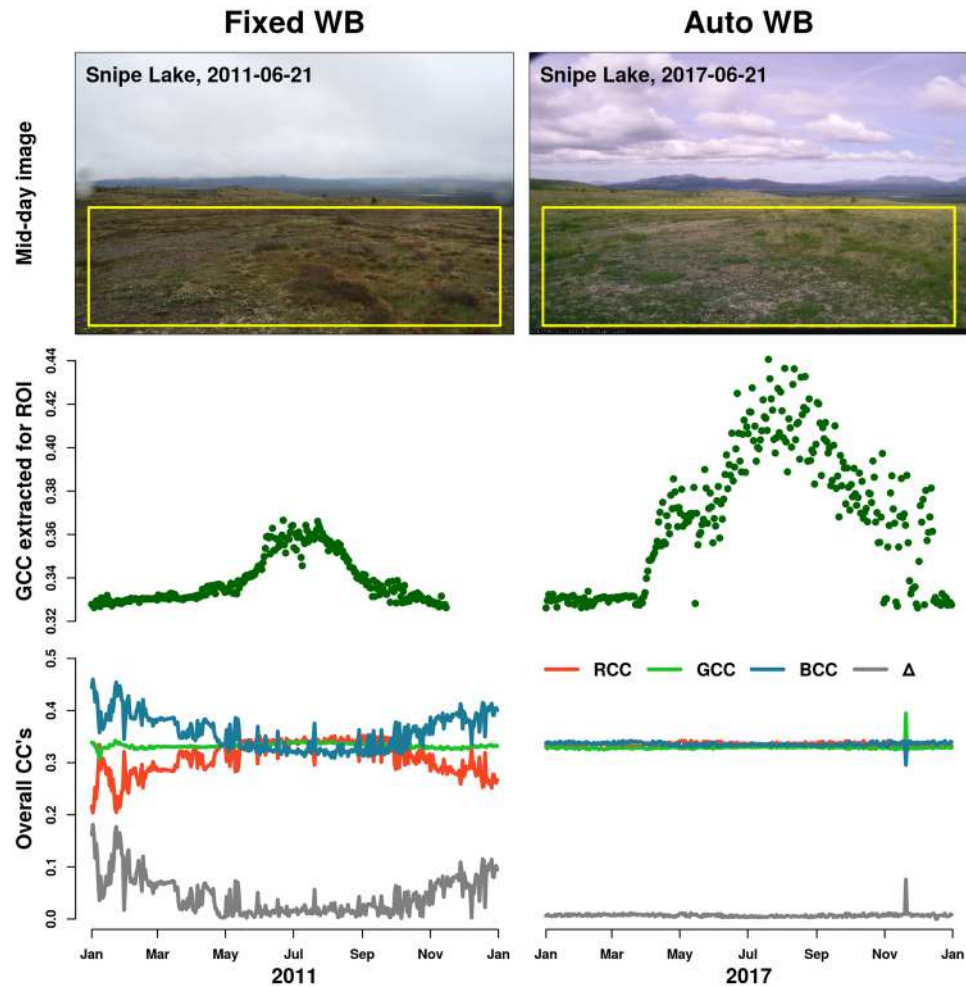 Fixed WB
Auto WB
Snipe Lake, 2011-06-21
Snipe Lake, 2017-06-21
Mid-day image
GCC extracted for ROI
0.44
0.42
0.40
0.38
0.36
0.34
0.32
Overall CC's
0.5
0.4
0.3
0.2
0.1
0.0
RCC GCC BCC Δ
Jan Mar May Jul Sep Nov Jan
2011
Jan Mar May Jul Sep Nov Jan
2017